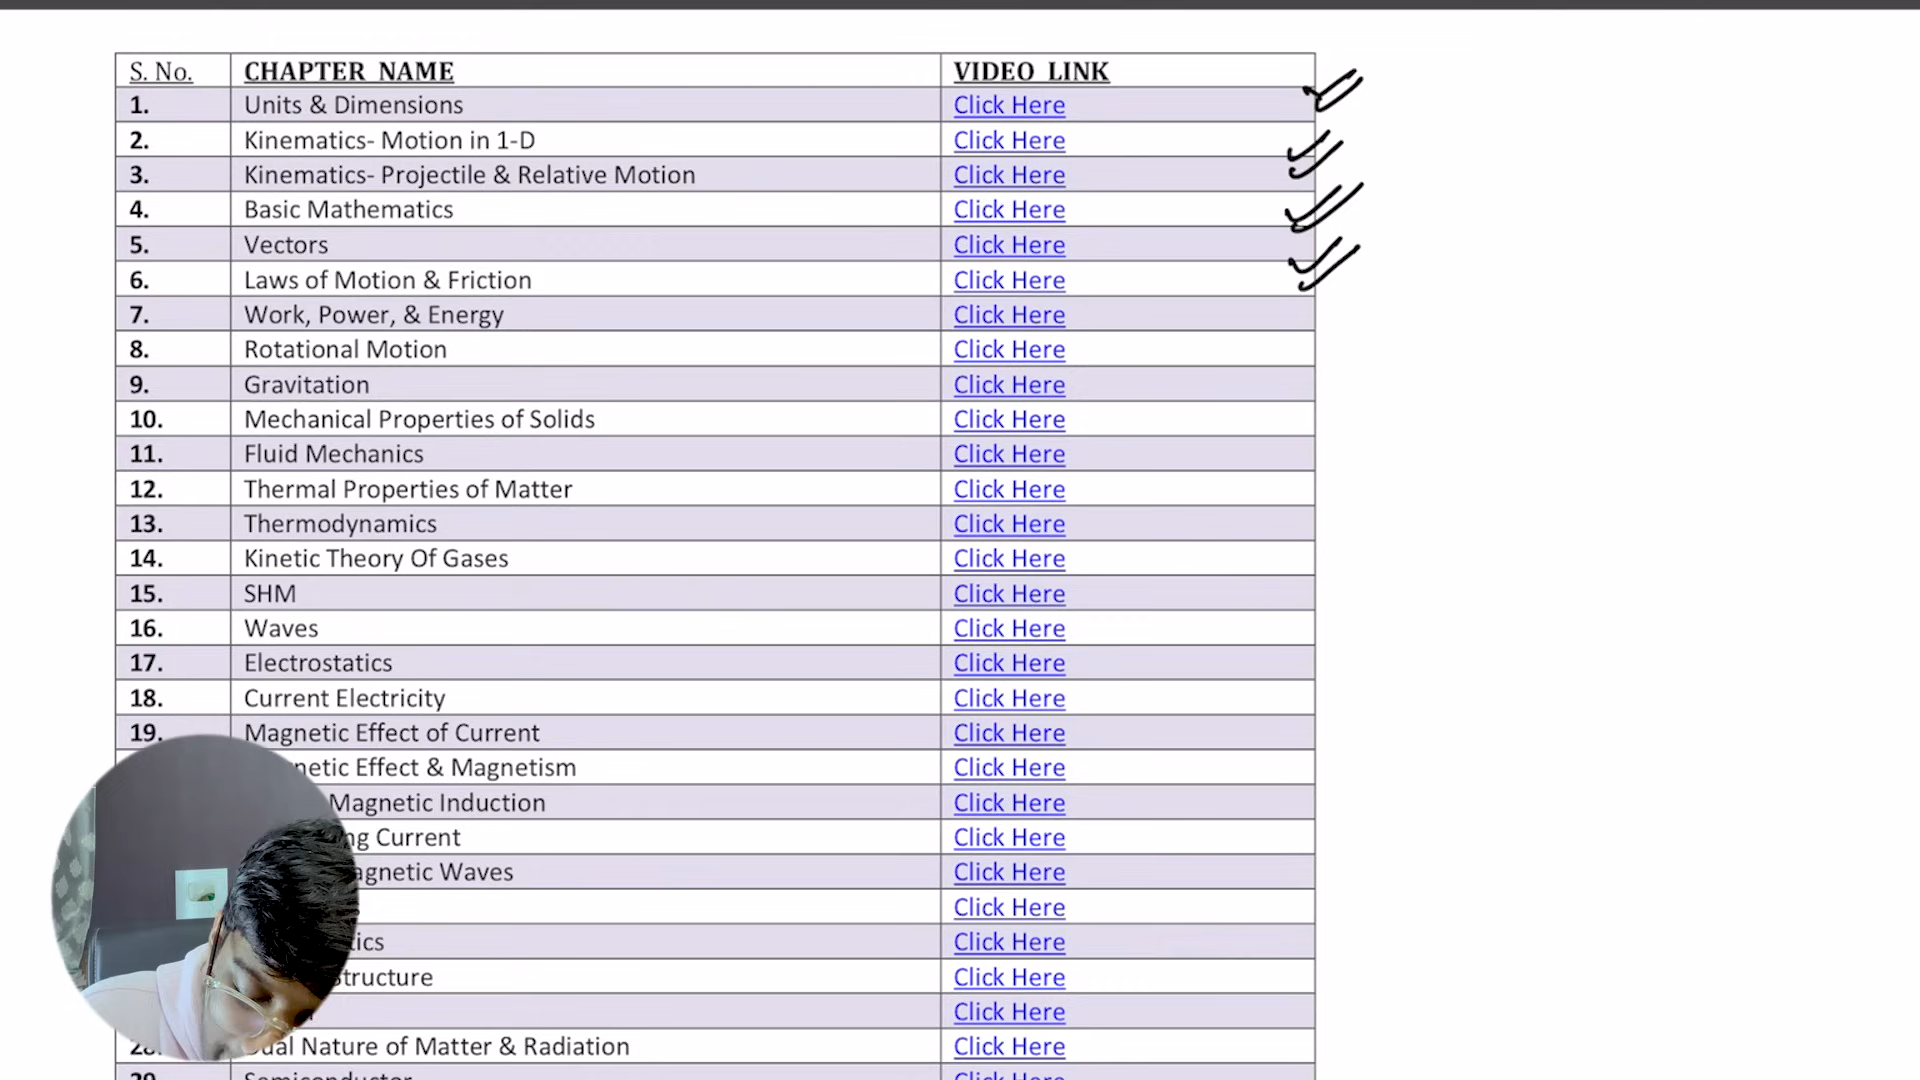 S. No. CHAPTER NAME VIDEO LINK
1. Units & Dimensions Click Here
2. Kinematics- Motion in 1-D Click Here
3. Kinematics- Projectile & Relative Motion Click Here
4. Basic Mathematics Click Here
5. Vectors Click Here
6. Laws of Motion & Friction Click Here
7. Work, Power, & Energy Click Here
8. Rotational Motion Click Here
9. Gravitation Click Here
10. Mechanical Properties of Solids Click Here
11. Fluid Mechanics Click Here
12. Thermal Properties of Matter Click Here
13. Thermodynamics Click Here
14. Kinetic Theory Of Gases Click Here
15. SHM Click Here
16. Waves Click Here
17. Electrostatics Click Here
18. Current Electricity Click Here
19. Magnetic Effect of Current Click Here
Effect & Magnetism Click Here
Magnetic Induction Click Here
Current Click Here
Waves Click Here
Click Here
Click Here
Structure Click Here
Click Here
Nature of Matter & Radiation Click Here
Semiconductor Click Here